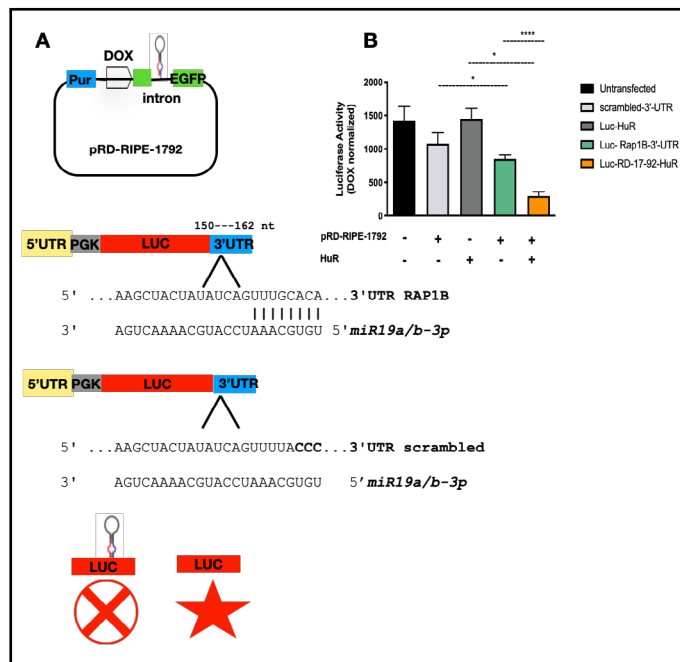 A
DOX
Pur
EGFP
intron
pRD-RIPE-1792
B
****
*
*
Luciferase Activity
(DOX normalized)
2000
1500
1000
500
0
Untransfected
scrambled-3'-UTR
Luc-HuR
Luc- Rap1B-3'-UTR
Luc-RD-17-92-HuR
pRD-RIPE-1792 - + - + +
HuR - - + - +
150---162 nt
5'UTR PGK LUC 3'UTR
5' ...AAGCUACUAUUAUCAGUUUGCACA...3'UTR RAP1B
||||||||
3' AGUCAAAACGUACCUAAACGUGU 5'miR19a/b-3p
5'UTR PGK LUC 3'UTR
5' ...AAGCUACUAUUAUCAGUUUUACCC...3'UTR scrambled
3' AGUCAAAACGUACCUAAACGUGU 5'miR19a/b-3p
LUC LUC